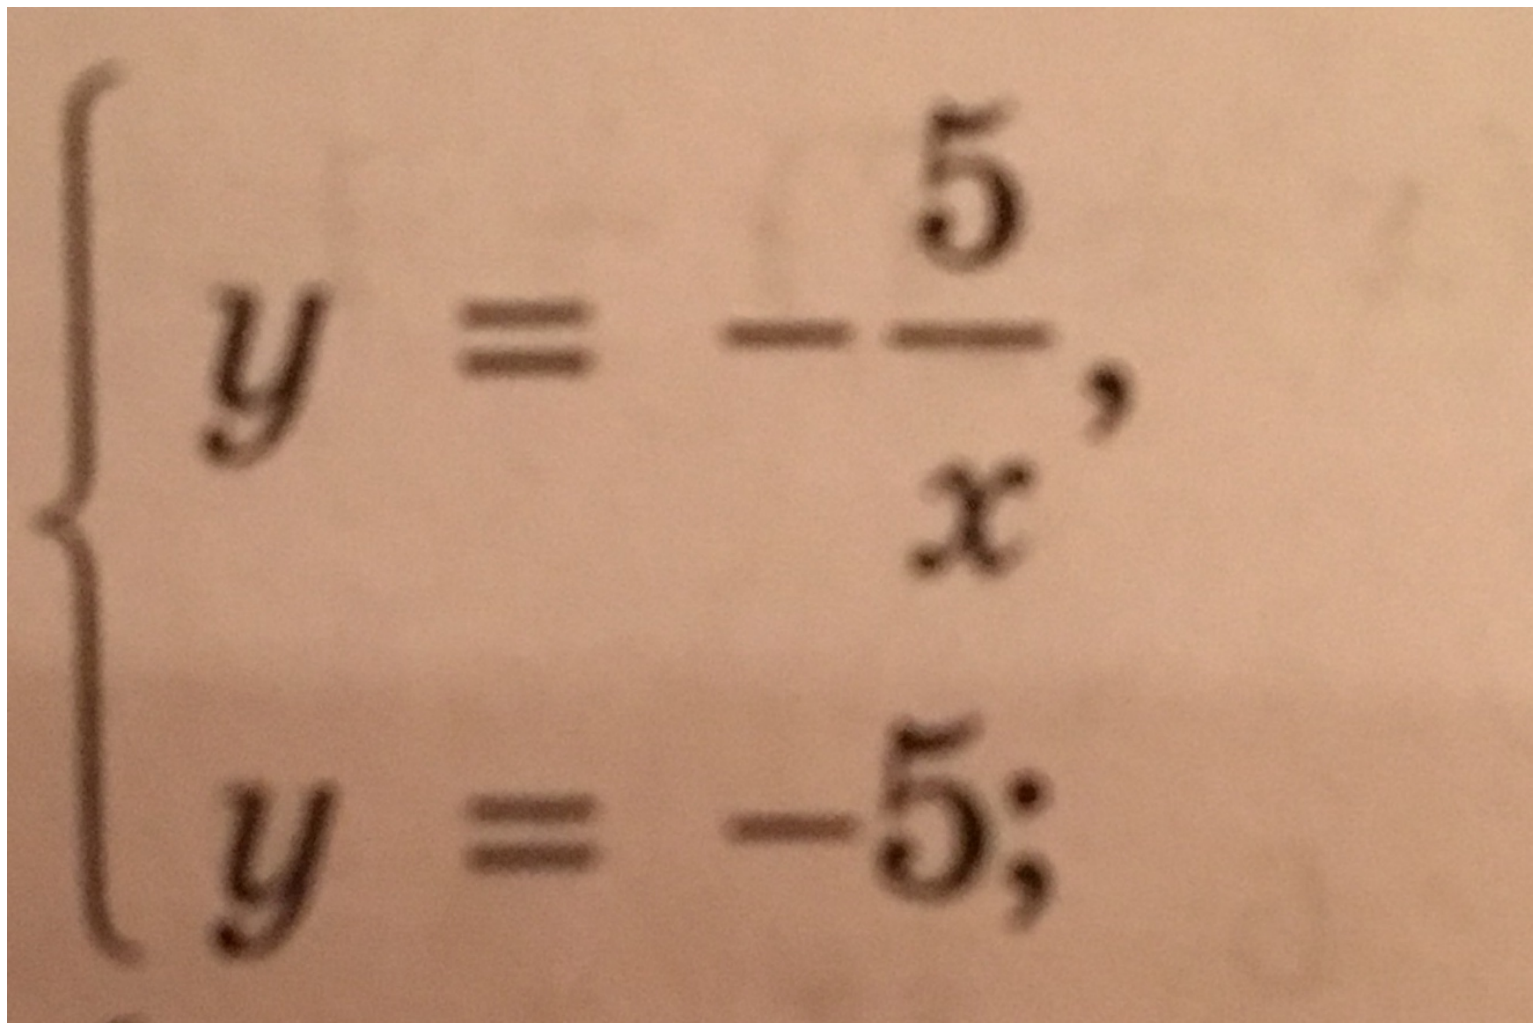 y = -5/x,
y = -5;